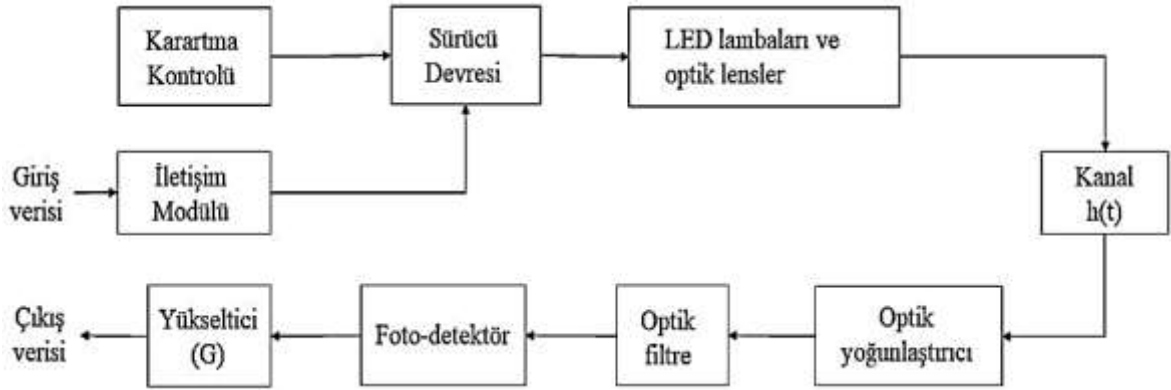 Karartma
Kontrolü
Sürücü
Devresi
LED lambaları ve
optik lensler
Giriş
verisi
İletişim
Modülü
Kanal
h(t)
Çıkış
verisi
Yükseltici
(G)
Foto-detektör
Optik
filtre
Optik
yoğunlaştırıcı